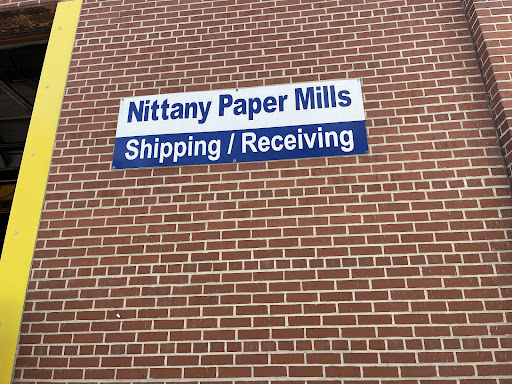 Nittany Paper Mills
Shipping / Receiving